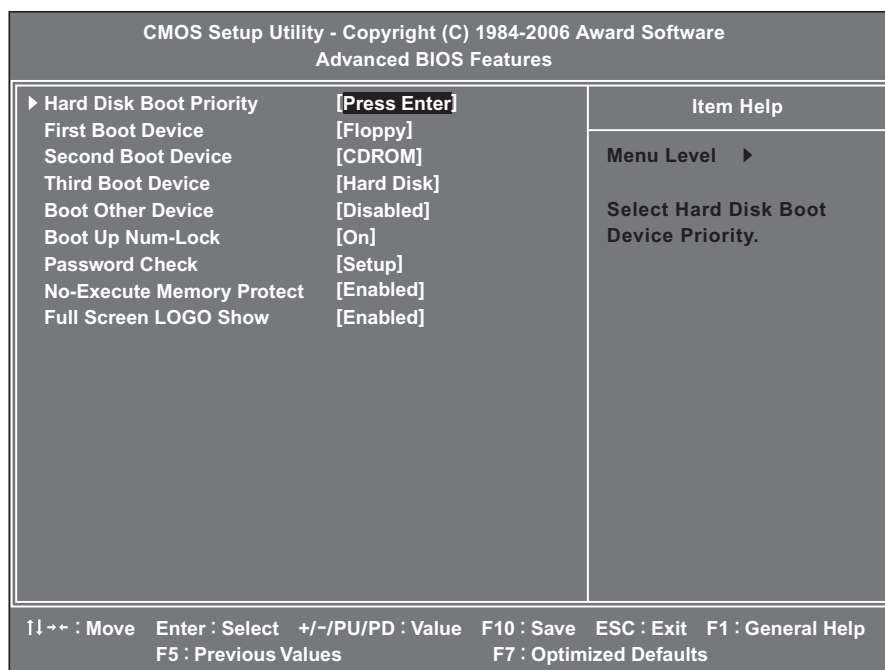 CMOS Setup Utility - Copyright (C) 1984-2006 Award Software
Advanced BIOS Features
Hard Disk Boot Priority [Press Enter]
First Boot Device [Floppy]
Second Boot Device [CDROM]
Third Boot Device [Hard Disk]
Boot Other Device [Disabled]
Boot Up Num-Lock [On]
Password Check [Setup]
No-Execute Memory Protect [Enabled]
Full Screen LOGO Show [Enabled]
Item Help
Menu Level
Select Hard Disk Boot
Device Priority.
↑↓→← : Move Enter : Select +/-/PU/PD : Value F10 : Save ESC : Exit F1 : General Help
F5 : Previous Values F7 : Optimized Defaults